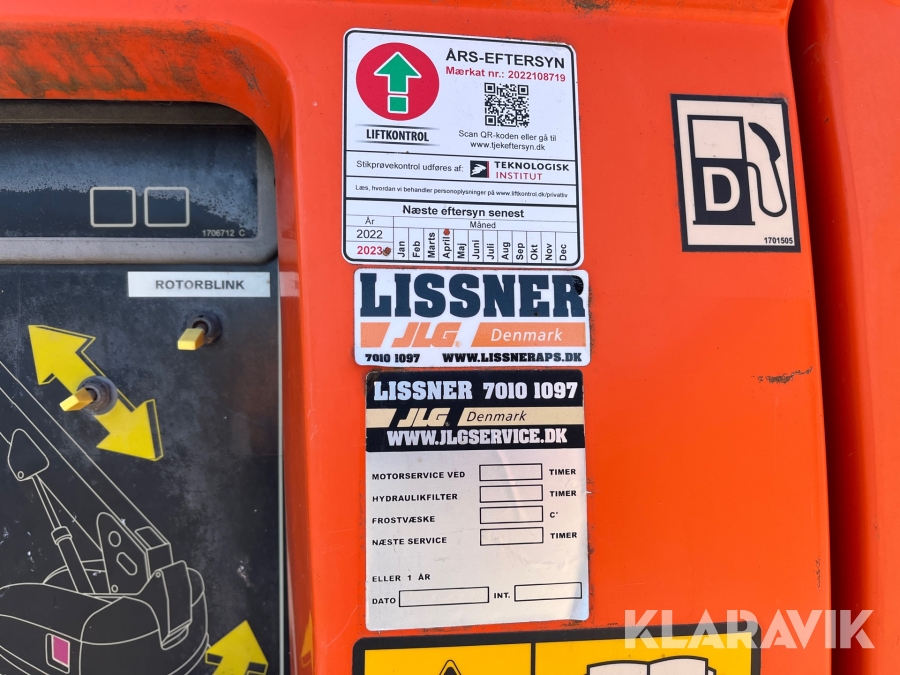 ÅRS-EFTERSYN
Mærkat nr.: 2022108719
LIFTKONTROL
Scan QR-koden eller gå til
www.tjekeftersyn.dk
Stikprøvekontrol udføres af: TEKNOLOGISK INSTITUT
Læs, hvordan vi behandler personoplysninger på www.liftkontrol.dk/privatliv
Næste eftersyn senest
År Måned
2022
2023 Jan Feb Marts April Maj Juni Juli Aug Sep Okt Nov Dec
D
1701505
1706712 C
ROTORBLINK
LISSNER
JLG Denmark
7010 1097 WWW.LISSNERAPS.DK
LISSNER 7010 1097
JLG Denmark
WWW.JLGSERVICE.DK
MOTORSERVICE VED TIMER
HYDRAULIKFILTER TIMER
FROSTVÆSKE C'
NÆSTE SERVICE TIMER
ELLER 1 ÅR
DATO INT.
KLARAVIK